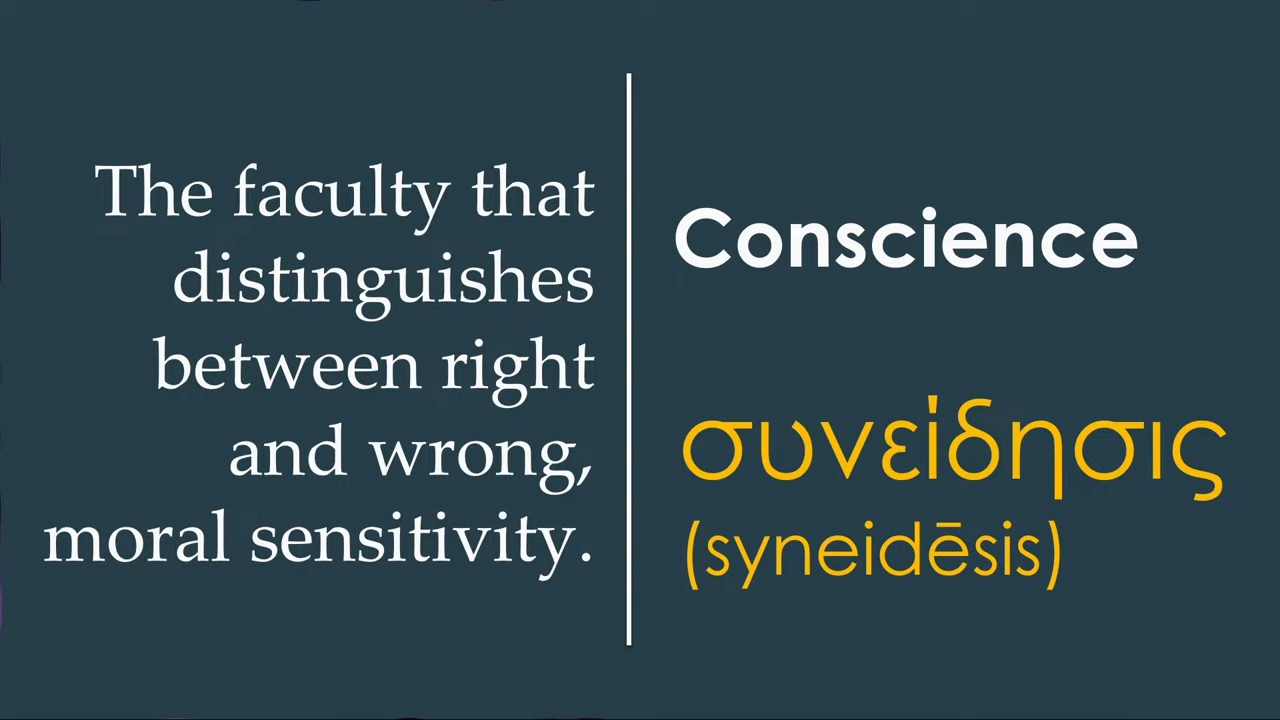 The faculty that
distinguishes
between right
and wrong,
moral sensitivity.
Conscience
συνείδησις
(syneidēsis)